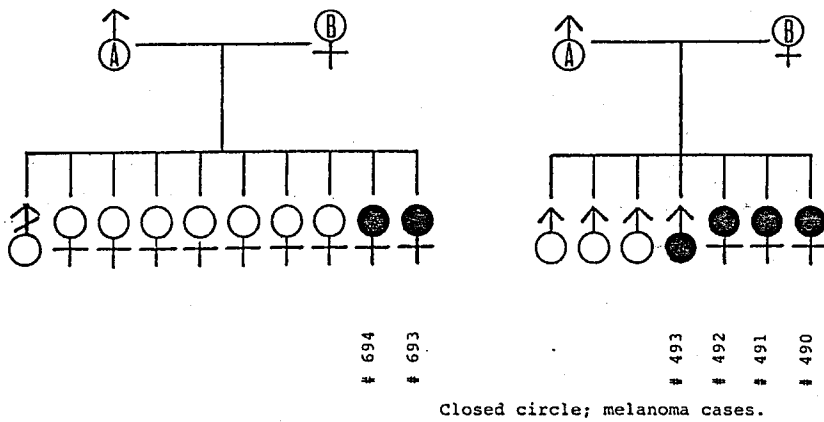 A B A B
# 694 # 693 # 493 # 492 # 491 # 490
Closed circle; melanoma cases.